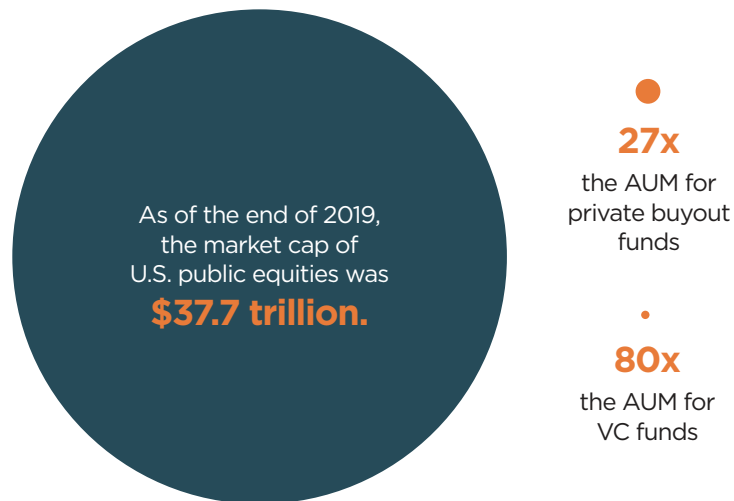 As of the end of 2019,
the market cap of
U.S. public equities was
$37.7 trillion.
27x
the AUM for
private buyout
funds
80x
the AUM for
VC funds